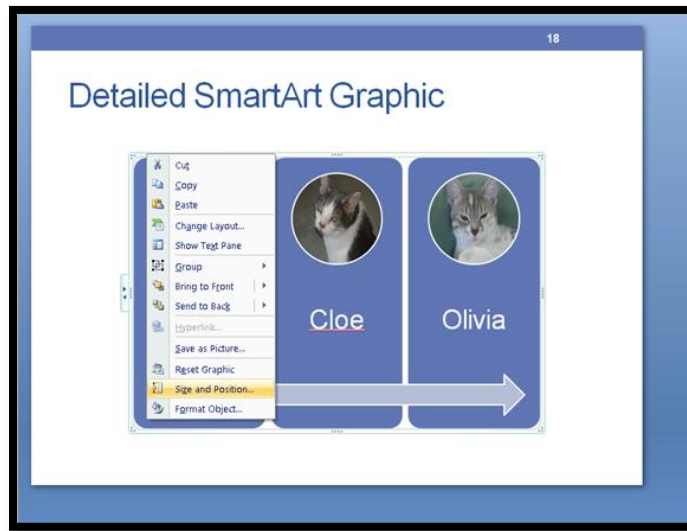 18
Detailed SmartArt Graphic
Cut
Copy
Paste
Change Layout...
Show Text Pane
Group
Bring to Front
Send to Back
Hyperlink...
Save as Picture...
Reset Graphic
Size and Position...
Format Object...
Cloe
Olivia